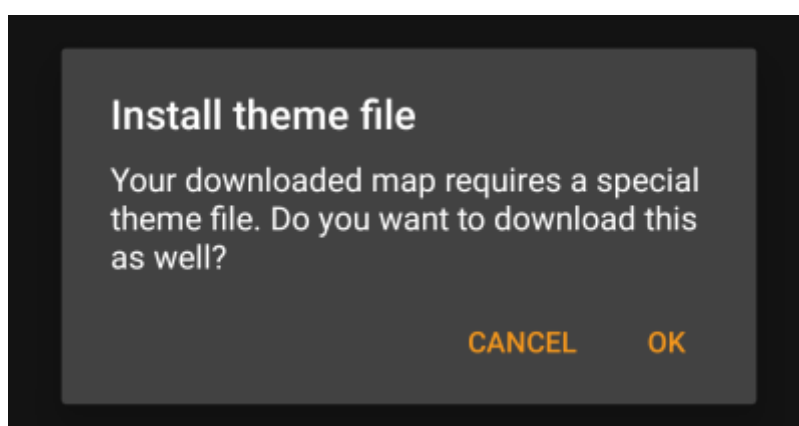 Install theme file
Your downloaded map requires a special
theme file. Do you want to download this
as well?
CANCEL OK